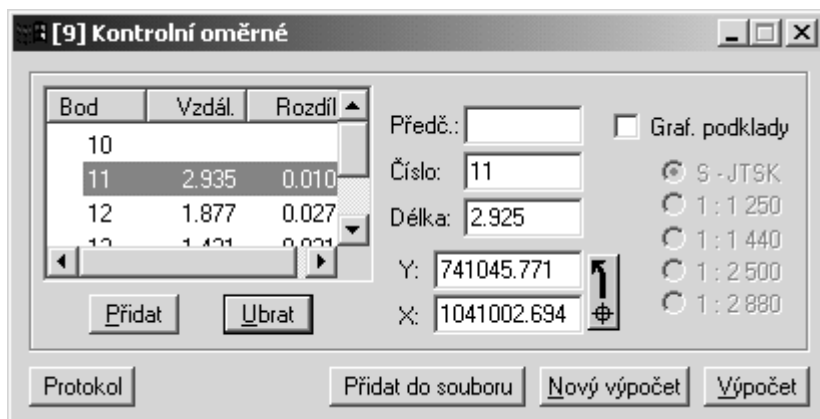 [9] Kontrolní oměrné
Bod Vzdál. Rozdíl
10
11 2.935 0.010
12 1.877 0.027
Předč.:
Číslo: 11
Délka: 2.925
Y: 741045.771
X: 1041002.694
Graf. podklady
S - JTSK
1 : 1 250
1 : 1 440
1 : 2 500
1 : 2 880
Přidat Ubrat
Protokol Přidat do souboru Nový výpočet Výpočet